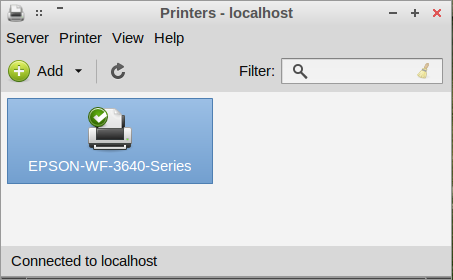 Printers - localhost
Server Printer View Help
Add Filter:
EPSON-WF-3640-Series
Connected to localhost